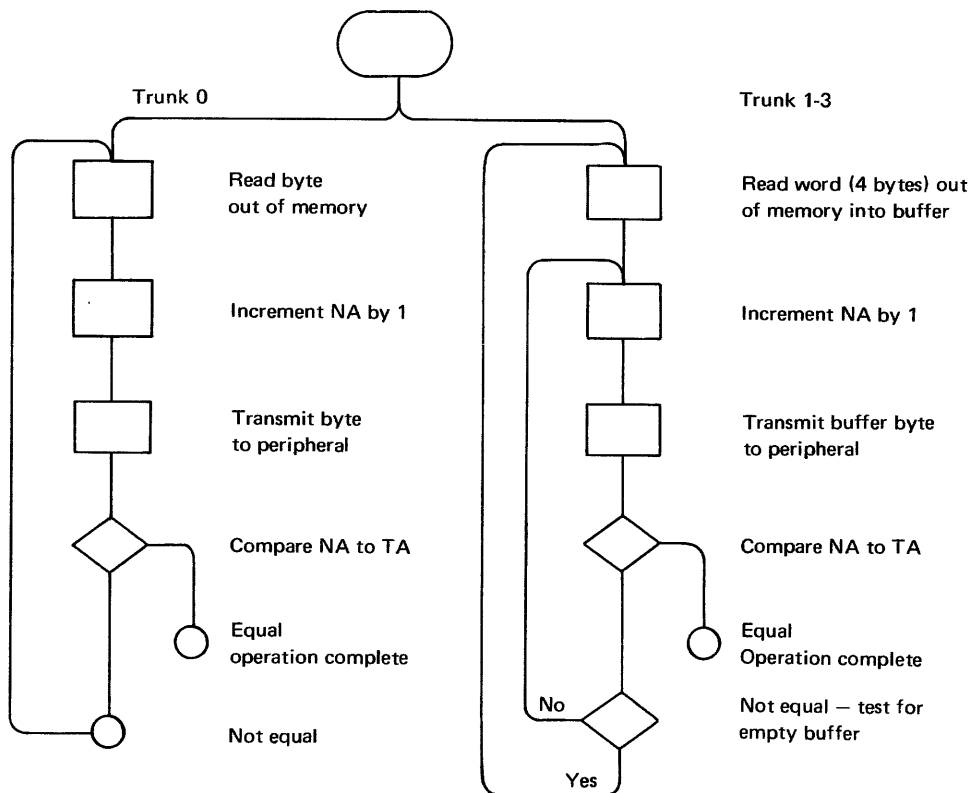 Trunk 0
Read byte
out of memory
Increment NA by 1
Transmit byte
to peripheral
Compare NA to TA
Equal
operation complete
Not equal
Trunk 1-3
Read word (4 bytes) out
of memory into buffer
Increment NA by 1
Transmit buffer byte
to peripheral
Compare NA to TA
Equal
Operation complete
No
Not equal — test for
empty buffer
Yes